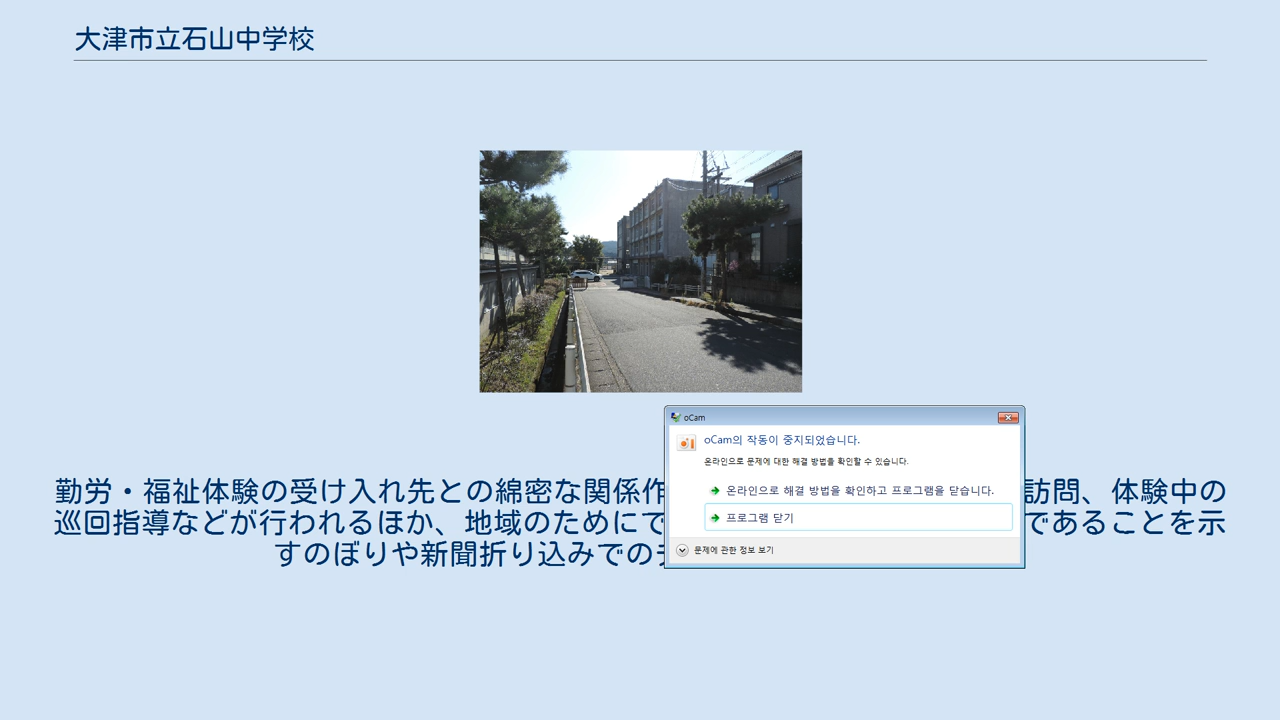 大津市立石山中学校
oCam
oCam의 작동이 중지되었습니다.
온라인으로 문제에 대한 해결 방법을 확인할 수 있습니다.
온라인으로 해결 방법을 확인하고 프로그램을 닫습니다.
프로그램 닫기
문제에 관한 정보 보기
勤労・福祉体験の受け入れ先との綿密な関係作 訪問、体験中の
巡回指導などが行われるほか、地域のためにで であることを示
すのぼりや新聞折り込みでの